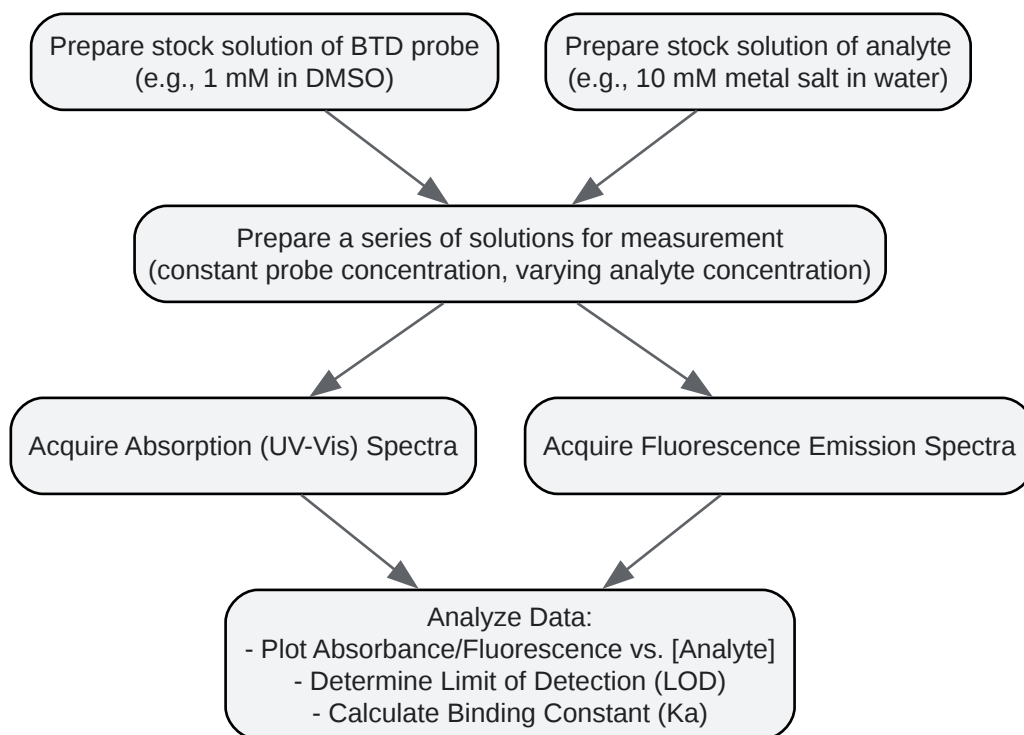 Prepare stock solution of BTD probe
(e.g., 1 mM in DMSO)
Prepare stock solution of analyte
(e.g., 10 mM metal salt in water)
Prepare a series of solutions for measurement
(constant probe concentration, varying analyte concentration)
Acquire Absorption (UV-Vis) Spectra
Acquire Fluorescence Emission Spectra
Analyze Data:
- Plot Absorbance/Fluorescence vs. [Analyte]
- Determine Limit of Detection (LOD)
- Calculate Binding Constant (Ka)